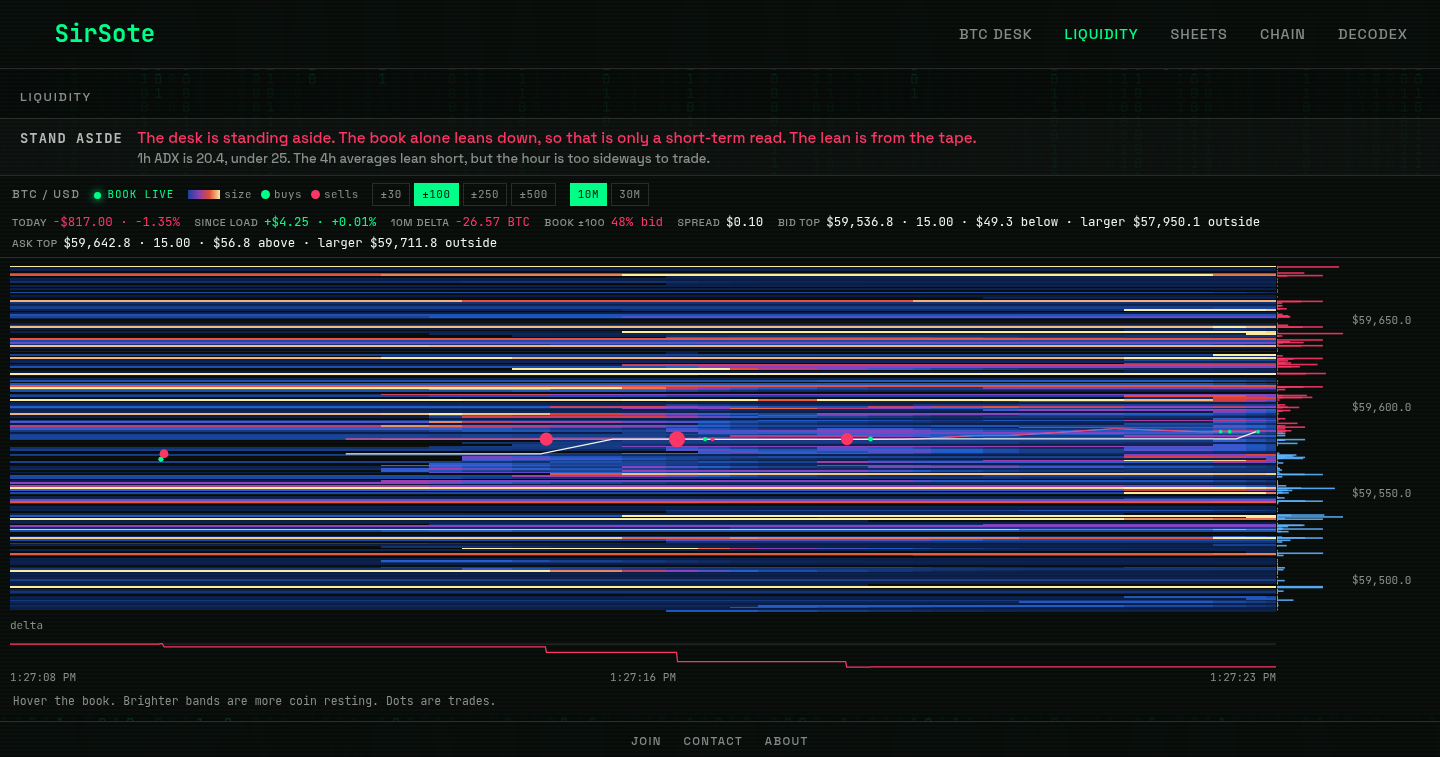 SirSote
BTC DESK LIQUIDITY SHEETS CHAIN DECODEX
LIQUIDITY
STAND ASIDE The desk is standing aside. The book alone leans down, so that is only a short-term read. The lean is from the tape.
1h ADX is 20.4, under 25. The 4h averages lean short, but the hour is too sideways to trade.
BTC / USD BOOK LIVE size buys sells ±30 ±100 ±250 ±500 10M 30M
TODAY -$817.00 · -1.35% SINCE LOAD +$4.25 · +0.01% 10M DELTA -26.57 BTC BOOK ±100 48% bid SPREAD $0.10 BID TOP $59,536.8 · 15.00 · $49.3 below · larger $57,950.1 outside
ASK TOP $59,642.8 · 15.00 · $56.8 above · larger $59,711.8 outside
$59,650.0
$59,600.0
$59,550.0
$59,500.0
delta
1:27:08 PM 1:27:16 PM 1:27:23 PM
Hover the book. Brighter bands are more coin resting. Dots are trades.
JOIN CONTACT ABOUT